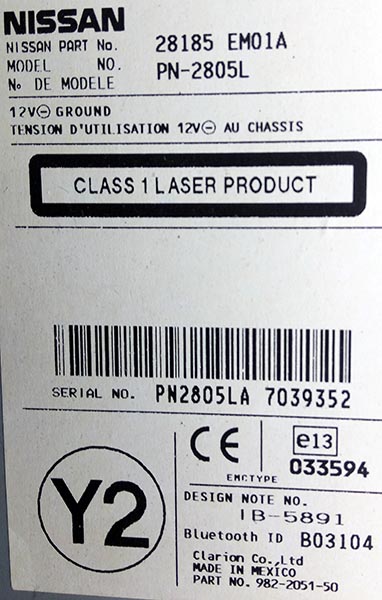 NISSAN
NISSAN PART No. 28185 EM01A
MODEL NO. PN-2805L
No DE MODELE
12V⊖ GROUND
TENSION D'UTILISATION 12V⊖ AU CHASSIS
CLASS 1 LASER PRODUCT
SERIAL NO. PN2805LA 7039352
CE e13
033594
EMCTYPE
Y2
DESIGN NOTE NO.
IB-5891
Bluetooth ID B03104
Clarion Co.,Ltd
MADE IN MEXICO
PART NO. 982-2051-50